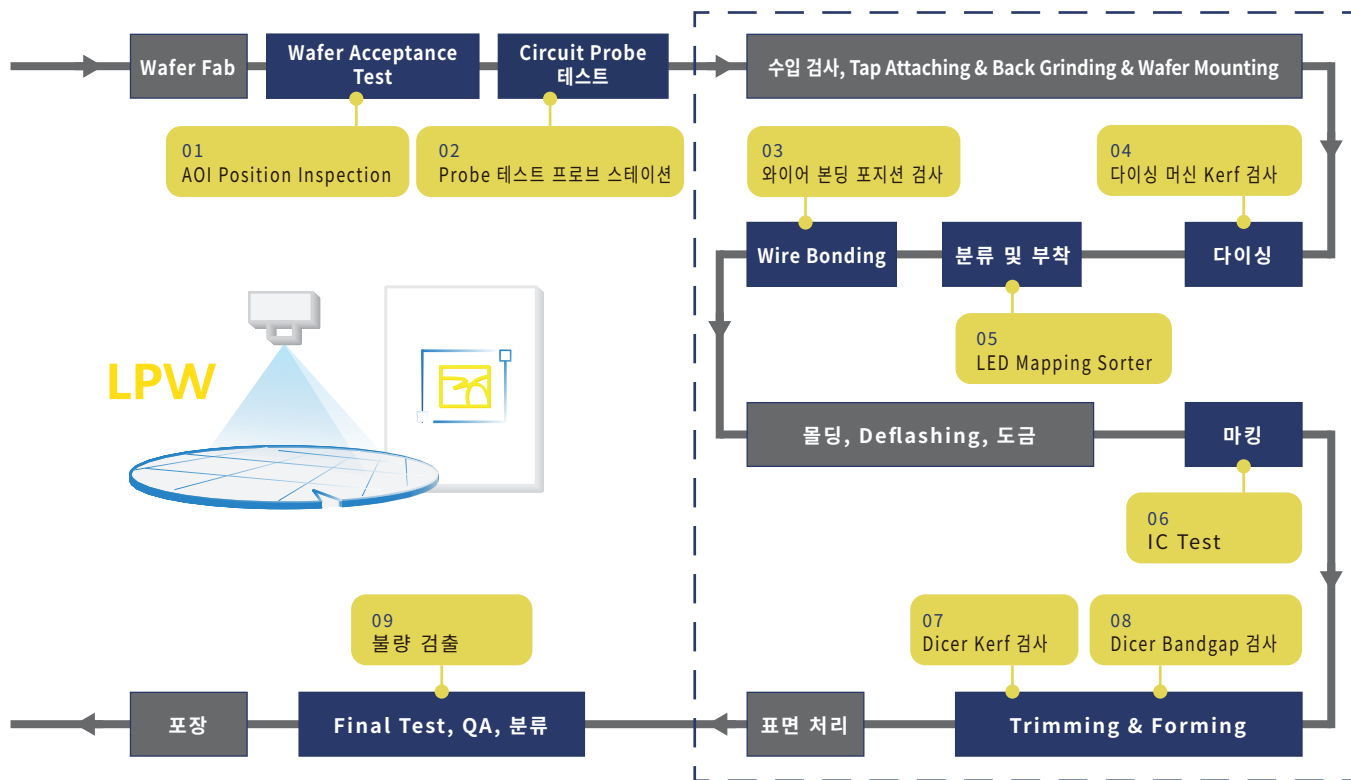 Wafer Fab
Wafer Acceptance
Test
Circuit Probe
테스트
수입 검사, Tap Attaching & Back Grinding & Wafer Mounting
01
AOI Position Inspection
02
Probe 테스트 프로브 스테이션
03
와이어 본딩 포지션 검사
04
다이싱 머신 Kerf 검사
Wire Bonding
분류 및 부착
다이싱
05
LED Mapping Sorter
LPW
몰딩, Deflashing, 도금
마킹
06
IC Test
07
Dicer Kerf 검사
08
Dicer Bandgap 검사
09
불량 검출
포장
Final Test, QA, 분류
표면 처리
Trimming & Forming